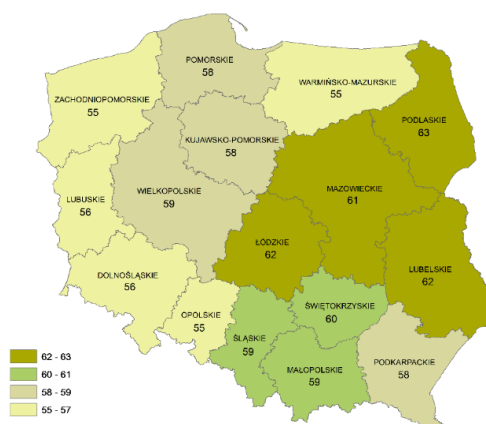 POMORSKIE
58
WARMIŃSKO-MAZURSKIE
55
ZACHODNIOPOMORSKIE
55
PODLASKIE
63
KUJAWSKO-POMORSKIE
58
WIELKOPOLSKIE
59
MAZOWIECKIE
61
LUBUSKIE
56
ŁÓDZKIE
62
LUBELSKIE
62
DOLNOŚLĄSKIE
56
OPOLSKIE
55
ŚWIĘTOKRZYSKIE
60
ŚLĄSKIE
59
MAŁOPOLSKIE
59
PODKARPACKIE
58
62 - 63
60 - 61
58 - 59
55 - 57